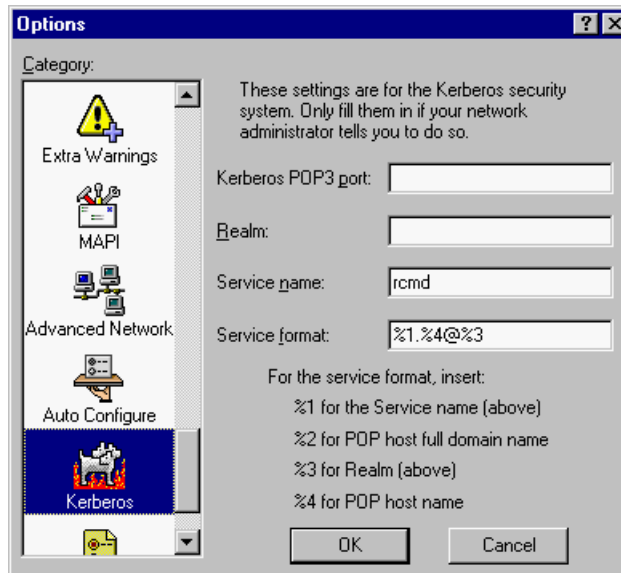 Options
Category:
Extra Warnings
MAPI
Advanced Network
Auto Configure
Kerberos
These settings are for the Kerberos security
system. Only fill them in if your network
administrator tells you to do so.
Kerberos POP3 port:
Realm:
Service name: rcmd
Service format: %1.%4@%3
For the service format, insert:
%1 for the Service name (above)
%2 for POP host full domain name
%3 for Realm (above)
%4 for POP host name
OK Cancel